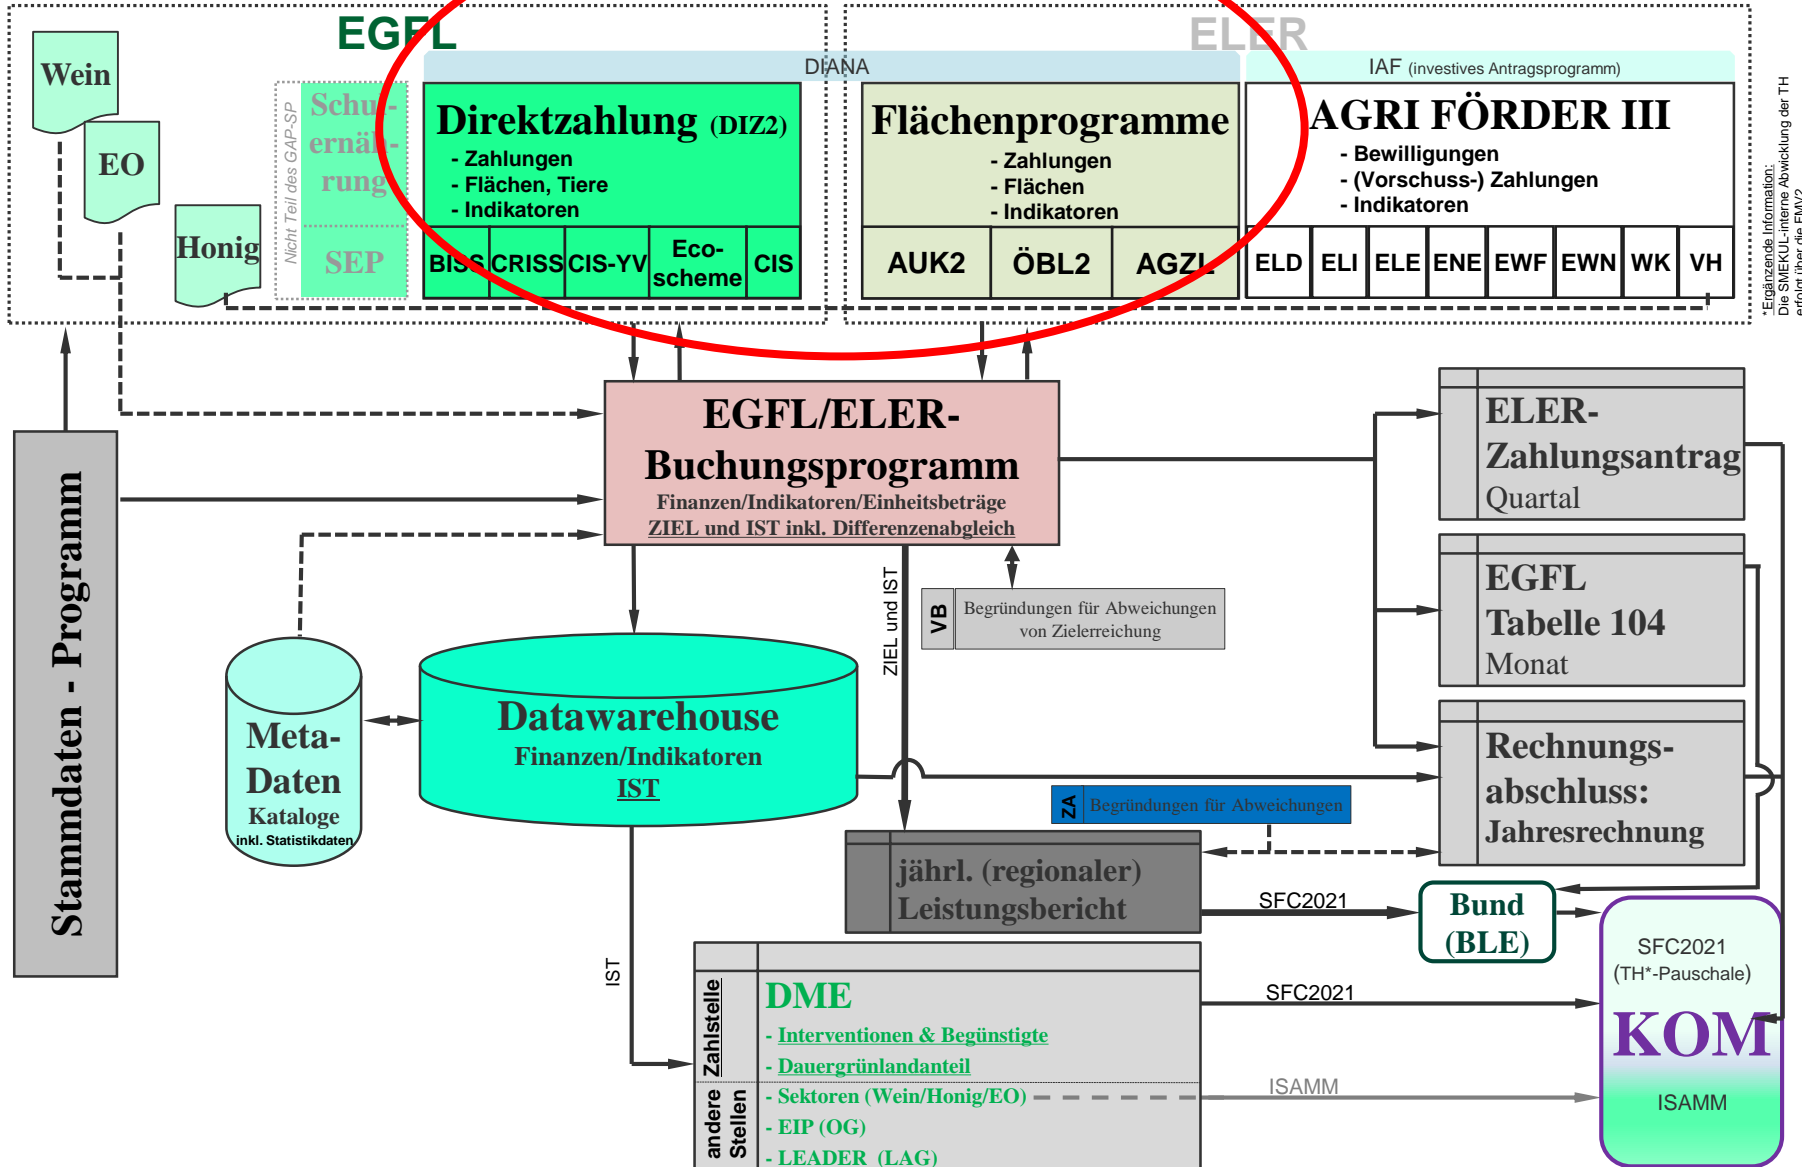 EGFL
ELER
DIANA
IAF (investives Antragsprogramm)
Wein
EO
Honig
Nicht Teil des GAP-SP
Schul-
ernäh-
rung
SEP
Direktzahlung (DIZ2)
- Zahlungen
- Flächen, Tiere
- Indikatoren
BISS
CRISS
CIS-YV
Eco-
scheme
CIS
Flächenprogramme
- Zahlungen
- Flächen
- Indikatoren
AUK2
ÖBL2
AGZL
AGRI FÖRDER III
- Bewilligungen
- (Vorschuss-) Zahlungen
- Indikatoren
ELD
ELI
ELE
ENE
EWF
EWN
WK
VH
*Ergänzende Information:
Die SMEKUL-interne Abwicklung der TH
erfolgt über die FMV2
Stammdaten - Programm
EGFL/ELER-
Buchungsprogramm
Finanzen/Indikatoren/Einheitsbeträge
ZIEL und IST inkl. Differenzenabgleich
ZIEL und IST
VB
Begründungen für Abweichungen
von Zielerreichung
ELER-
Zahlungsantrag
Quartal
EGFL
Tabelle 104
Monat
Rechnungs-
abschluss:
Jahresrechnung
Meta-
Daten
Kataloge
inkl. Statistikdaten
Datawarehouse
Finanzen/Indikatoren
IST
ZA
Begründungen für Abweichungen
jährl. (regionaler)
Leistungsbericht
SFC2021
Bund
(BLE)
IST
Zahlstelle
DME
- Interventionen & Begünstigte
- Dauergrünlandanteil
andere
Stellen
- Sektoren (Wein/Honig/EO)
- EIP (OG)
- LEADER (LAG)
SFC2021
ISAMM
SFC2021
(TH*-Pauschale)
KOM
ISAMM